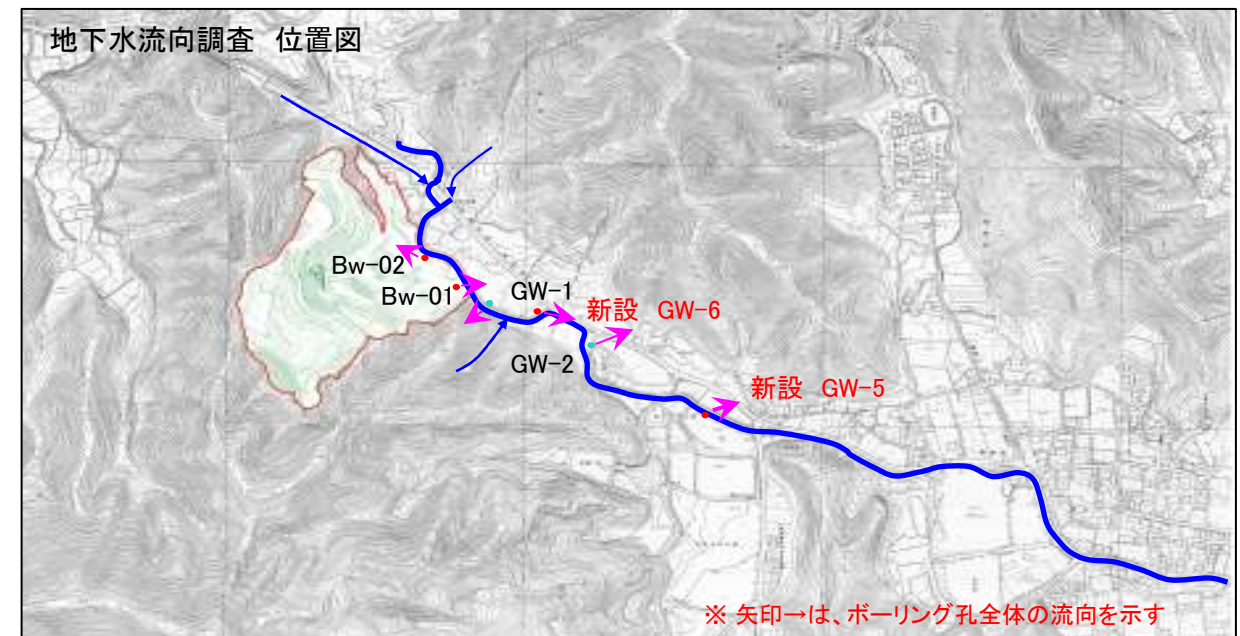 地下水流向調査 位置図
Bw-02
Bw-01
GW-1
新設 GW-6
GW-2
新設 GW-5
※ 矢印→は、ボーリング孔全体の流向を示す